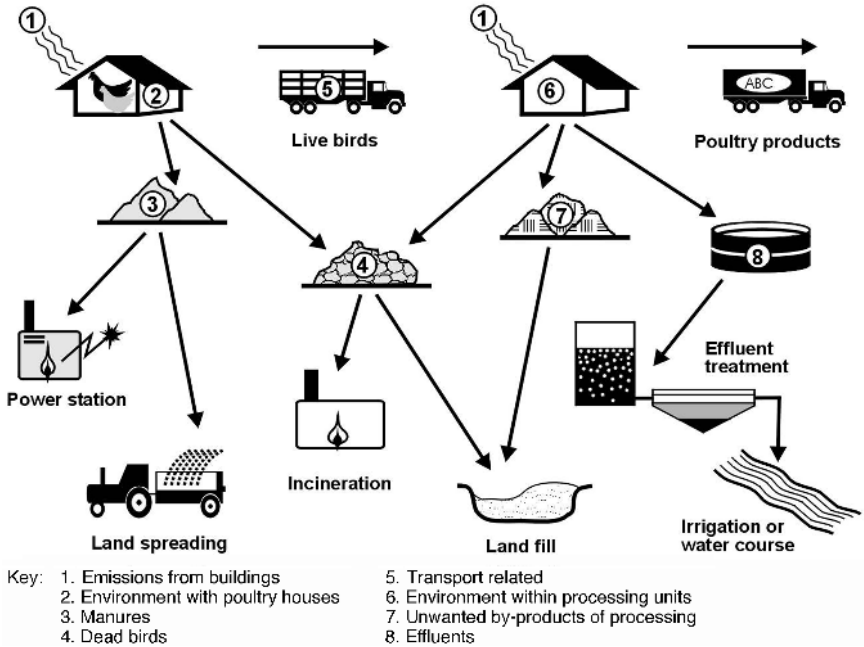 1
1
2
5
6
ABC
Live birds
Poultry products
3
7
4
8
Effluent
treatment
Power station
Incineration
Land spreading
Land fill
Irrigation or
water course
Key: 1. Emissions from buildings
2. Environment with poultry houses
3. Manures
4. Dead birds
5. Transport related
6. Environment within processing units
7. Unwanted by-products of processing
8. Effluents